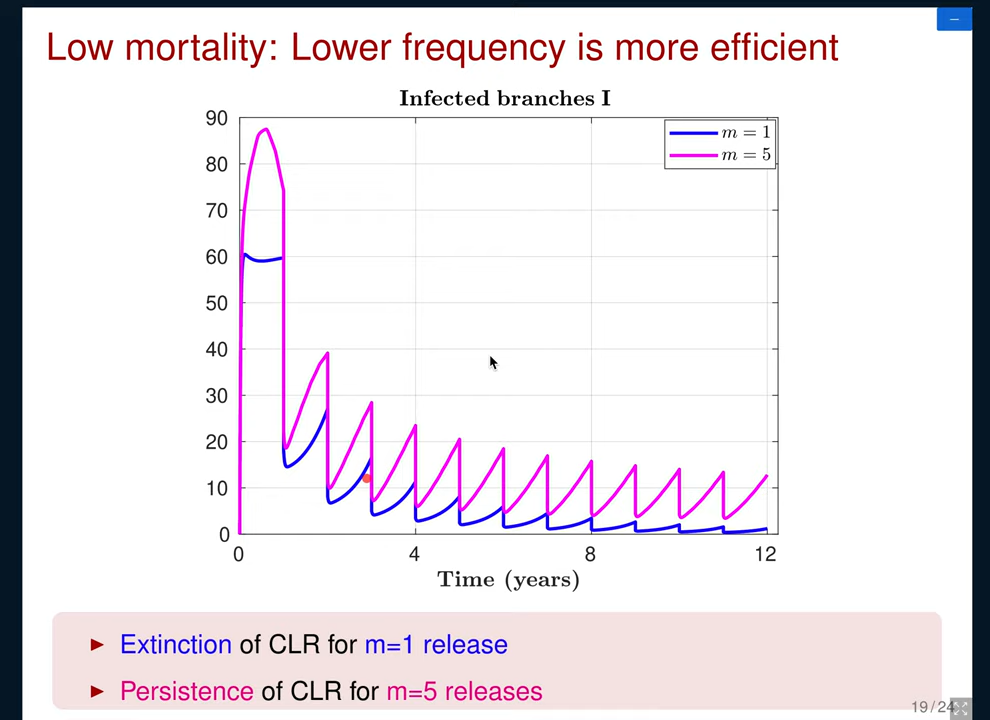 Low mortality: Lower frequency is more efficient
Infected branches I
90
80
70
60
50
40
30
20
10
0
m = 1
m = 5
0 4 8 12
Time (years)
► Extinction of CLR for m=1 release
► Persistence of CLR for m=5 releases
19/24